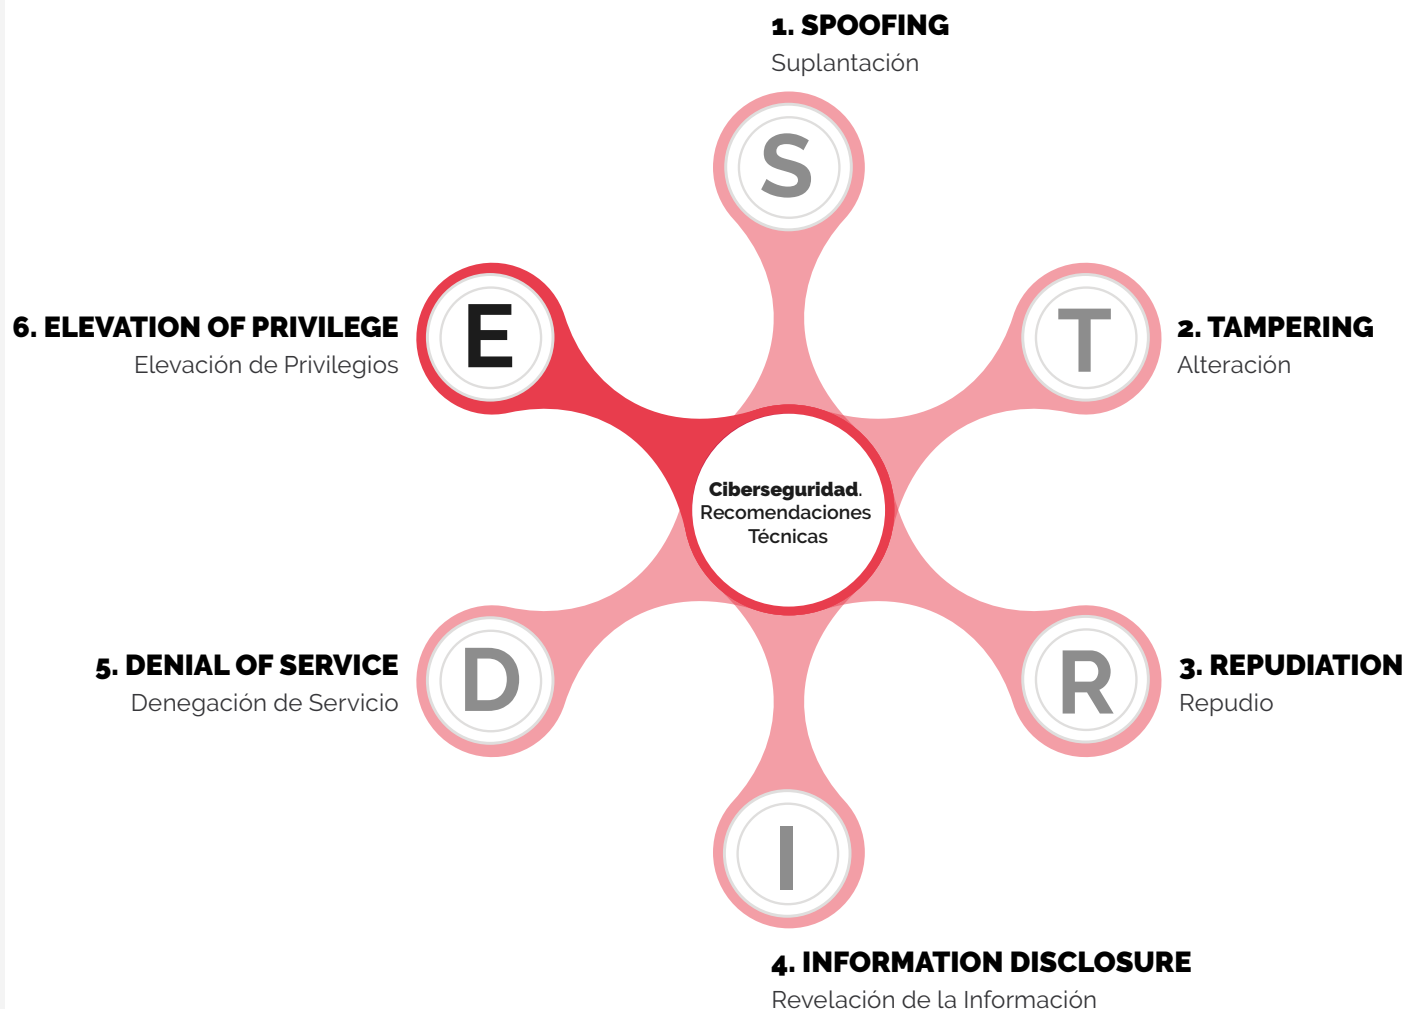 1. SPOOFING
Suplantación
S
T
2. TAMPERING
Alteración
R
3. REPUDIATION
Repudio
I
4. INFORMATION DISCLOSURE
Revelación de la Información
D
5. DENIAL OF SERVICE
Denegación de Servicio
E
6. ELEVATION OF PRIVILEGE
Elevación de Privilegios
Ciberseguridad.
Recomendaciones
Técnicas